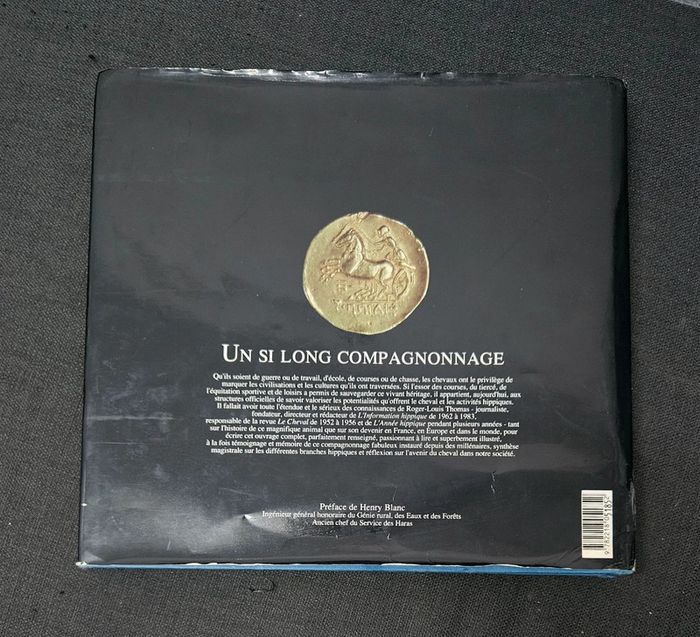 UN SI LONG COMPAGNONNAGE
Qu'ils soient de guerre ou de travail, d'école, de courses ou de chasse, les chevaux ont le privilège de
marquer les civilisations et les cultures qu'ils ont traversées. Si l'essor des courses, du tiercé, de
l'équitation sportive et de loisirs a permis de sauvegarder ce vivant héritage, il appartient, aujourd'hui, aux
structures officielles de savoir valoriser les potentialités qu'offrent le cheval et les activités hippiques.
Il fallait avoir toute l'étendue et le sérieux des connaissances de Roger-Louis Thomas - journaliste,
fondateur, directeur et rédacteur de L'Information hippique de 1962 à 1983,
responsable de la revue Le Cheval de 1952 à 1956 et de L'Année hippique pendant plusieurs années - tant
sur l'histoire de ce magnifique animal que sur son devenir en France, en Europe et dans le monde, pour
écrire cet ouvrage complet, parfaitement renseigné, passionnant à lire et superbement illustré,
à la fois témoignage et mémoire de ce compagnonnage fabuleux instauré depuis des millénaires, synthèse
magistrale sur les différentes branches hippiques et réflexion sur l'avenir du cheval dans notre société.
Préface de Henry Blanc
Ingénieur général honoraire du Génie rural, des Eaux et des Forêts
Ancien chef du Service des Haras
9 782218 051852